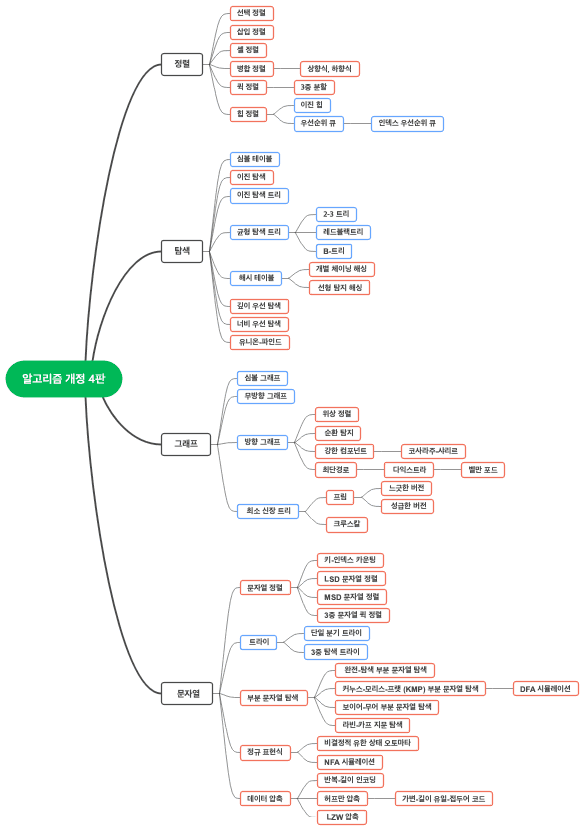 알고리즘 개정 4판
정렬
선택 정렬
삽입 정렬
셸 정렬
병합 정렬
상향식, 하향식
퀵 정렬
3중 분할
힙 정렬
이진 힙
우선순위 큐
인덱스 우선순위 큐
탐색
심볼 테이블
이진 탐색
이진 탐색 트리
균형 탐색 트리
2-3 트리
레드블랙트리
B-트리
해시 테이블
개별 체이닝 해싱
선형 탐지 해싱
깊이 우선 탐색
너비 우선 탐색
유니온-파인드
그래프
심볼 그래프
무방향 그래프
방향 그래프
위상 정렬
순환 탐지
강한 컴포넌트
코사라주-샤리르
최단경로
다익스트라
벨만 포드
최소 신장 트리
프림
느긋한 버전
성급한 버전
크루스칼
문자열
문자열 정렬
키-인덱스 카운팅
LSD 문자열 정렬
MSD 문자열 정렬
3중 문자열 퀵 정렬
트라이
단일 분기 트라이
3중 탐색 트라이
부분 문자열 탐색
완전-탐색 부분 문자열 탐색
커누스-모리스-프랫 (KMP) 부분 문자열 탐색
DFA 시뮬레이션
보이어-무어 부분 문자열 탐색
라빈-카프 지문 탐색
정규 표현식
비결정적 유한 상태 오토마타
NFA 시뮬레이션
데이터 압축
반복-길이 인코딩
허프만 압축
가변-길이 유일-접두어 코드
LZW 압축